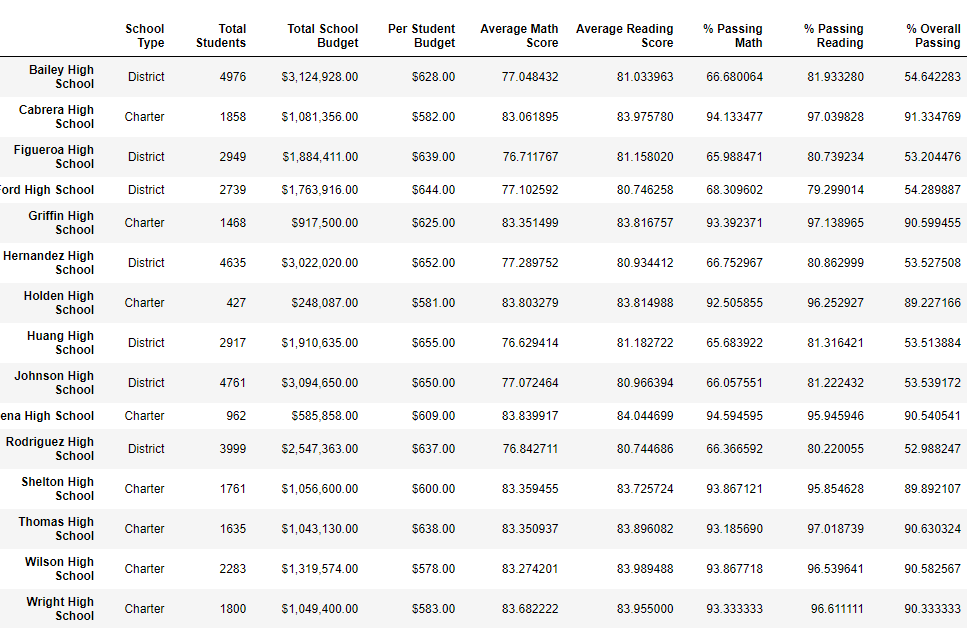 School Type Total Students Total School Budget Per Student Budget Average Math Score Average Reading Score % Passing Math % Passing Reading % Overall Passing
Bailey High School District 4976 $3,124,928.00 $628.00 77.048432 81.033963 66.680064 81.933280 54.642283
Cabrera High School Charter 1858 $1,081,356.00 $582.00 83.061895 83.975780 94.133477 97.039828 91.334769
Figueroa High School District 2949 $1,884,411.00 $639.00 76.711767 81.158020 65.988471 80.739234 53.204476
Ford High School District 2739 $1,763,916.00 $644.00 77.102592 80.746258 68.309602 79.299014 54.289887
Griffin High School Charter 1468 $917,500.00 $625.00 83.351499 83.816757 93.392371 97.138965 90.599455
Hernandez High School District 4635 $3,022,020.00 $652.00 77.289752 80.934412 66.752967 80.862999 53.527508
Holden High School Charter 427 $248,087.00 $581.00 83.803279 83.814988 92.505855 96.252927 89.227166
Huang High School District 2917 $1,910,635.00 $655.00 76.629414 81.182722 65.683922 81.316421 53.513884
Johnson High School District 4761 $3,094,650.00 $650.00 77.072464 80.966394 66.057551 81.222432 53.539172
ena High School Charter 962 $585,858.00 $609.00 83.839917 84.044699 94.594595 95.945946 90.540541
Rodriguez High School District 3999 $2,547,363.00 $637.00 76.842711 80.744686 66.366592 80.220055 52.988247
Shelton High School Charter 1761 $1,056,600.00 $600.00 83.359455 83.725724 93.867121 95.854628 89.892107
Thomas High School Charter 1635 $1,043,130.00 $638.00 83.350937 83.896082 93.185690 97.018739 90.630324
Wilson High School Charter 2283 $1,319,574.00 $578.00 83.274201 83.989488 93.867718 96.539641 90.582567
Wright High School Charter 1800 $1,049,400.00 $583.00 83.682222 83.955000 93.333333 96.611111 90.333333